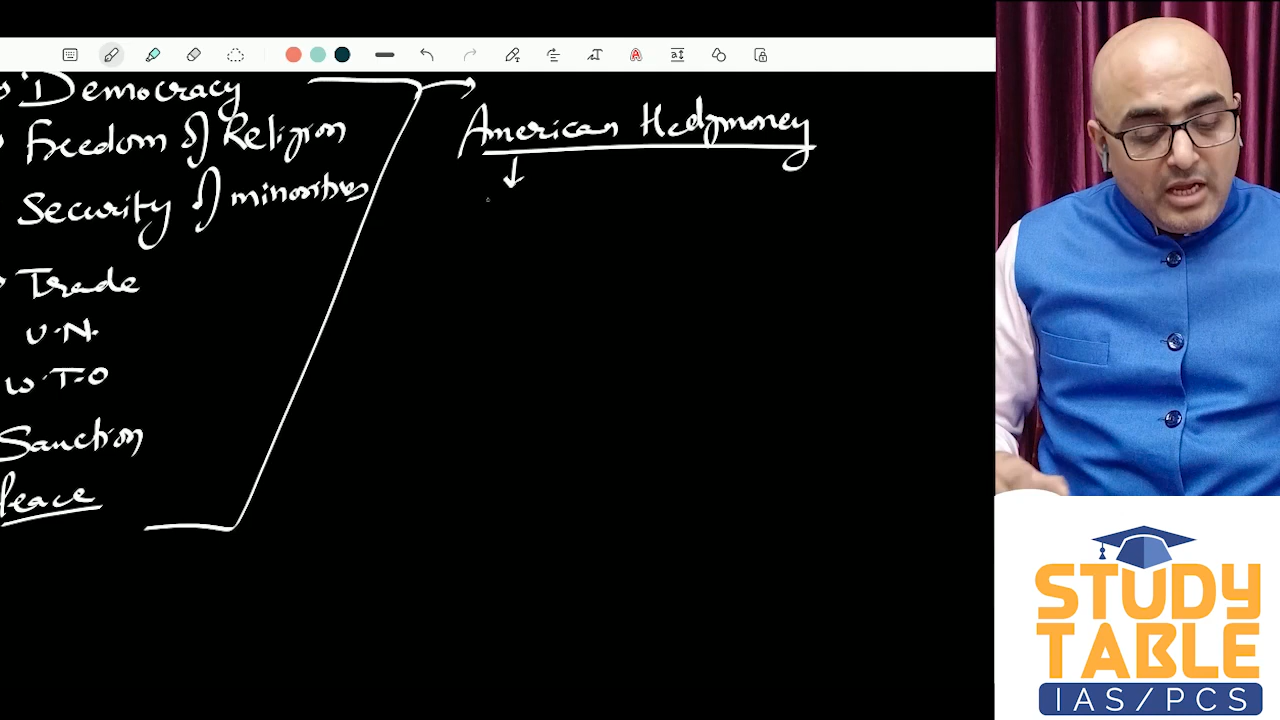 Democracy
Freedom of Religion
Security of minorities
Trade
U.N.
W.T.O
Sanction
Peace
American Hedgmoney
STUDY
TABLE
IAS/PCS